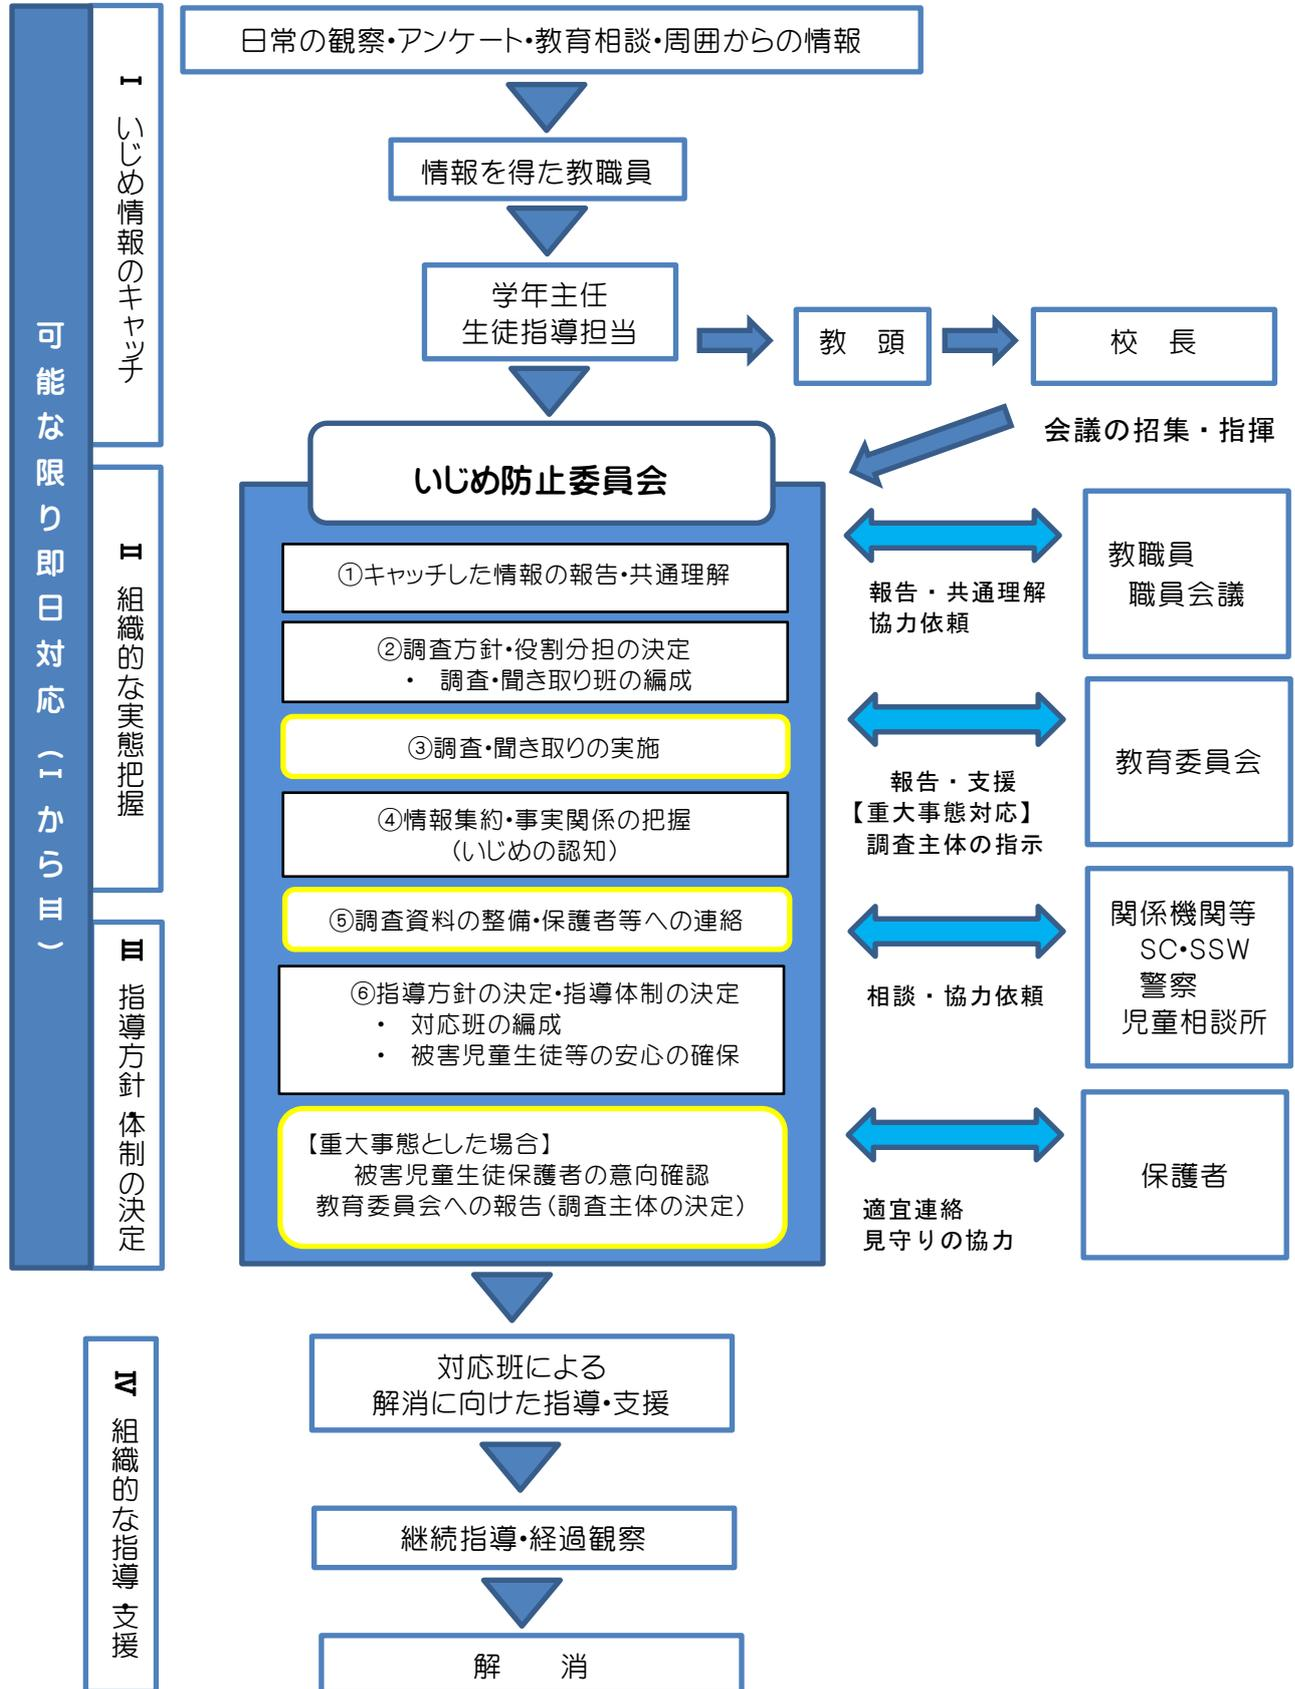 可能な限り即日対応（ⅠからⅢ）
Ⅰ いじめ情報のキャッチ
日常の観察・アンケート・教育相談・周囲からの情報
情報を得た教職員
学年主任
生徒指導担当
教　頭
校　長
会議の招集・指揮
Ⅱ 組織的な実態把握
いじめ防止委員会
①キャッチした情報の報告・共通理解
②調査方針・役割分担の決定
・ 調査・聞き取り班の編成
③調査・聞き取りの実施
④情報集約・事実関係の把握
（いじめの認知）
⑤調査資料の整備・保護者等への連絡
Ⅲ 指導方針・体制の決定
⑥指導方針の決定・指導体制の決定
・ 対応班の編成
・ 被害児童生徒等の安心の確保
【重大事態とした場合】
被害児童生徒保護者の意向確認
教育委員会への報告（調査主体の決定）
報告・共通理解
協力依頼
教職員
職員会議
報告・支援
【重大事態対応】
調査主体の指示
教育委員会
相談・協力依頼
関係機関等
SC・SSW
警察
児童相談所
適宜連絡
見守りの協力
保護者
Ⅳ 組織的な指導・支援
対応班による
解消に向けた指導・支援
継続指導・経過観察
解　　消